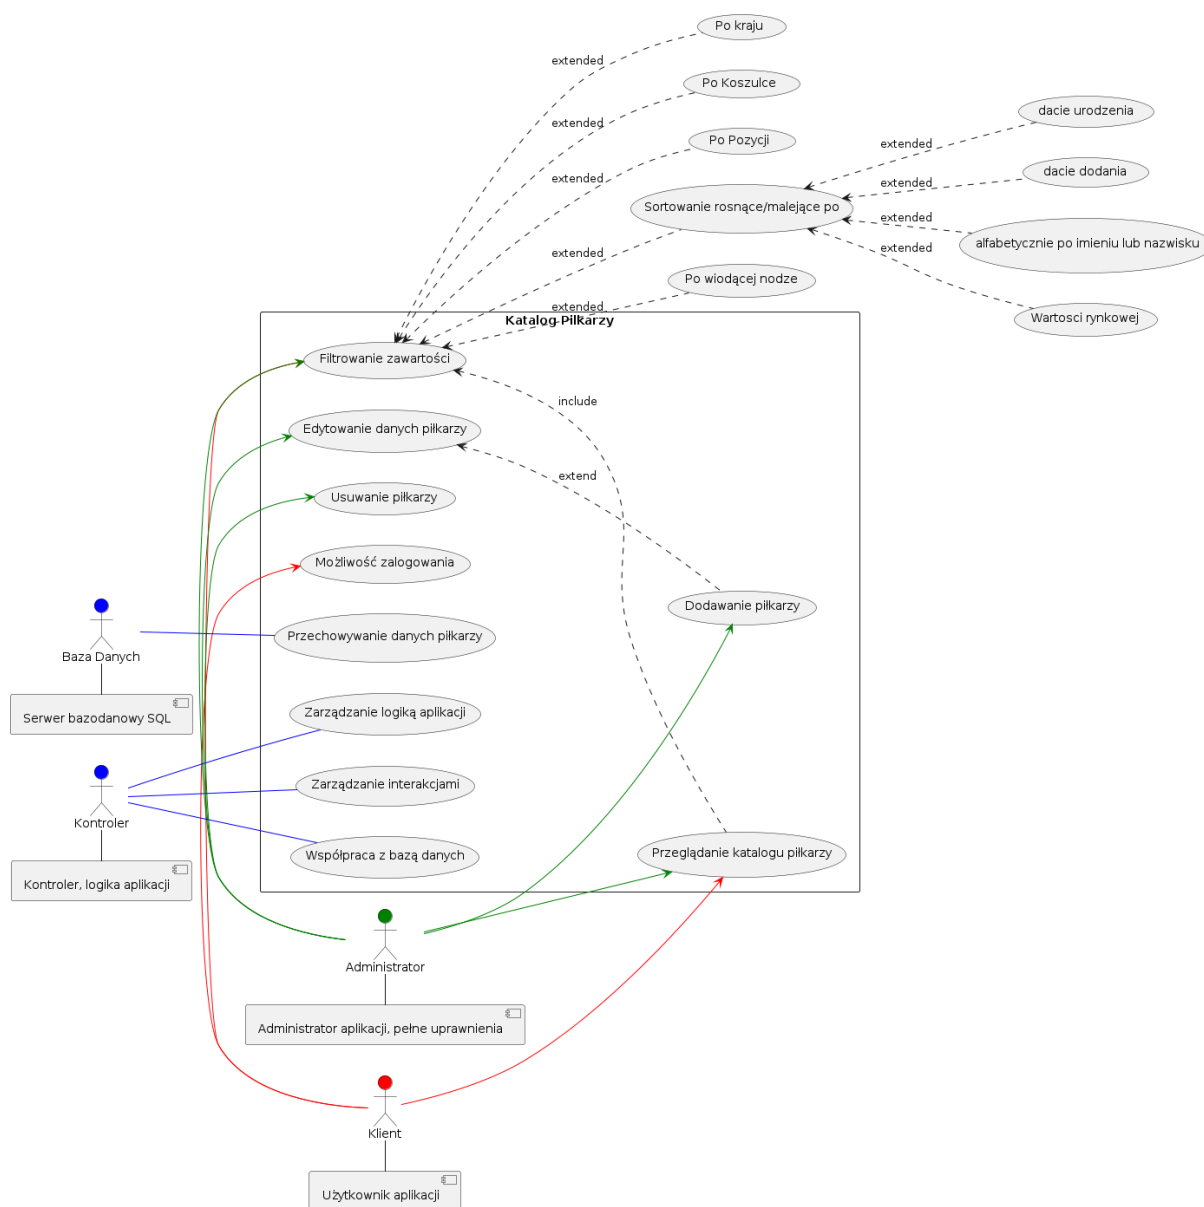 Po kraju
extended
Po Koszulce
extended
Po Pozycji
extended
Sortowanie rosnące/malejące po
extended
Po wiodącej nodze
extended
dacie urodzenia
extended
dacie dodania
extended
alfabetycznie po imieniu lub nazwisku
extended
Wartosci rynkowej
extended
Katalog Piłkarzy
Filtrowanie zawartości
include
Edytowanie danych piłkarzy
extend
Usuwanie piłkarzy
Możliwość zalogowania
Dodawanie piłkarzy
Przechowywanie danych piłkarzy
Baza Danych
Serwer bazodanowy SQL
Zarządzanie logiką aplikacji
Zarządzanie interakcjami
Kontroler
Współpraca z bazą danych
Przeglądanie katalogu piłkarzy
Kontroler, logika aplikacji
Administrator
Administrator aplikacji, pełne uprawnienia
Klient
Użytkownik aplikacji